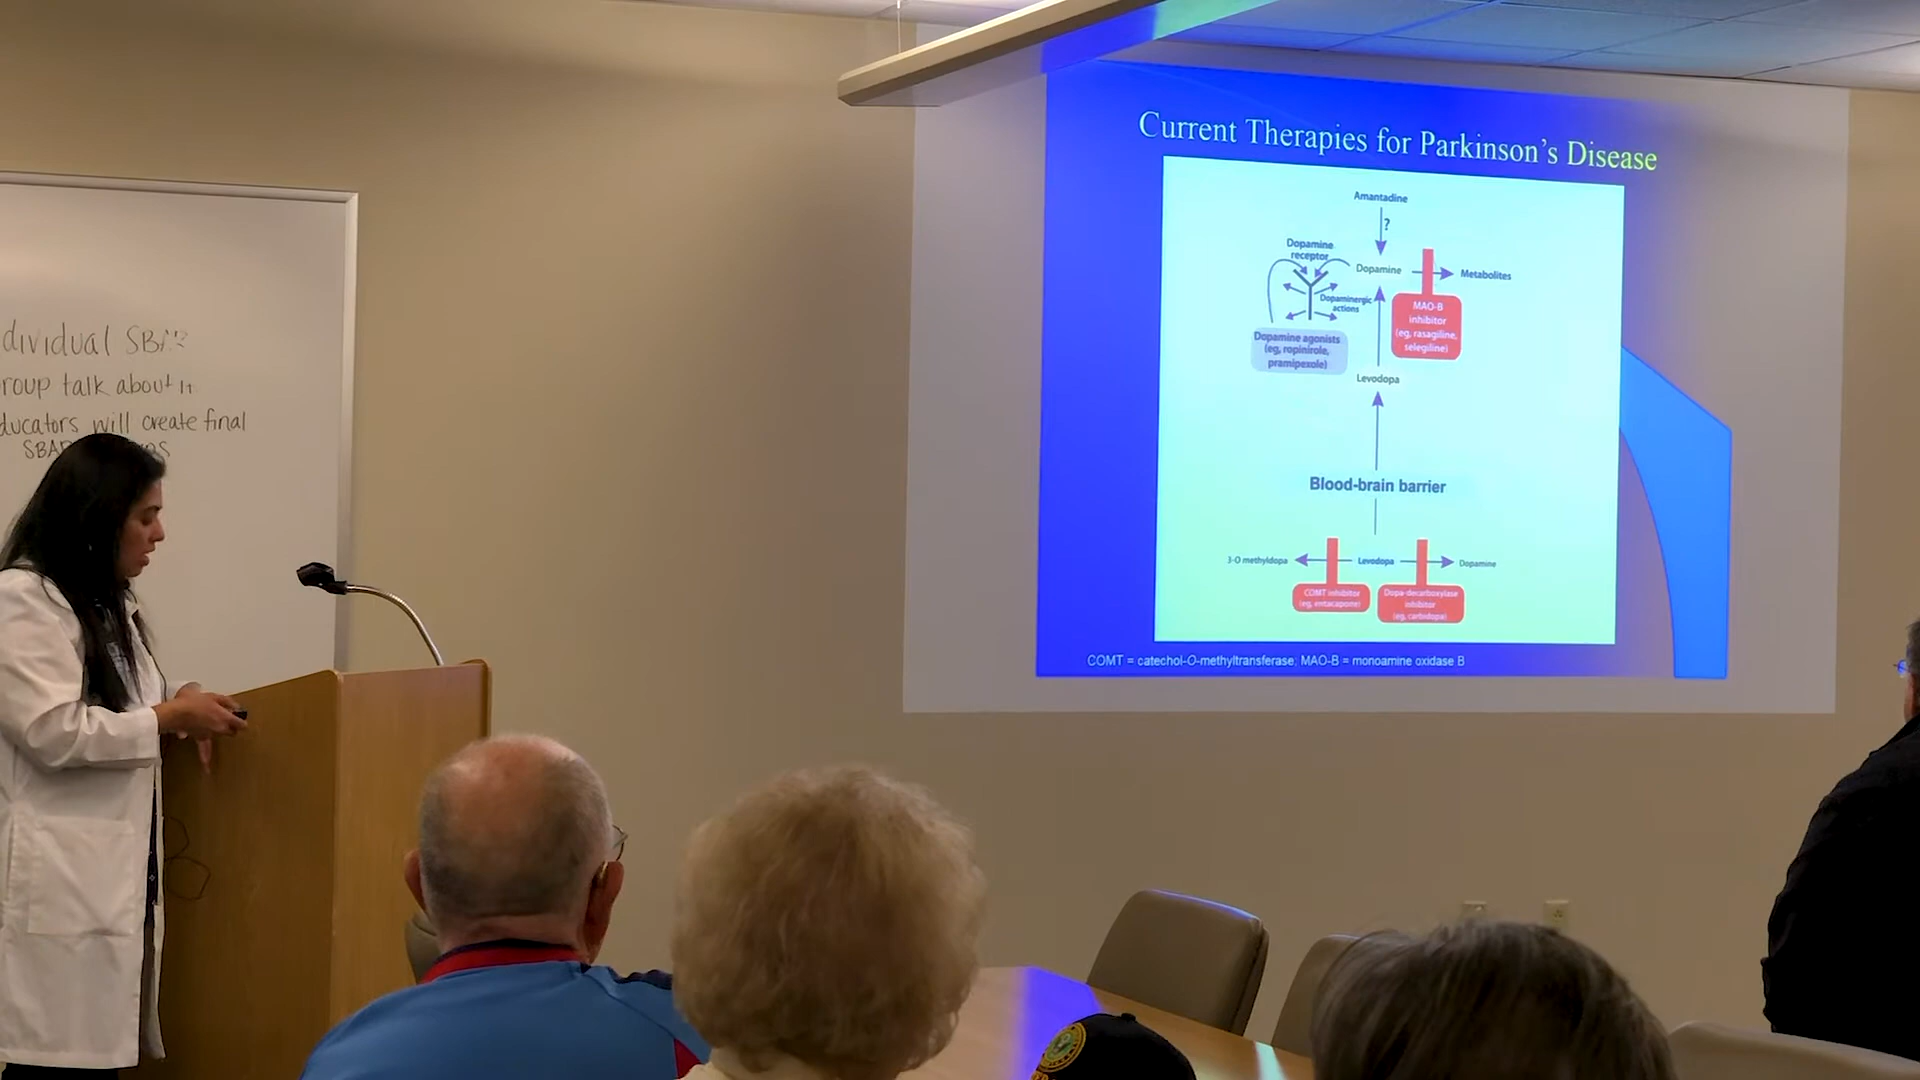 dividual SBAR
roup talk about it
ducators will create final
Current Therapies for Parkinson's Disease
Amantadine
?
Dopamine
receptor
Dopamine
Metabolites
Dopaminergic
actions
MAO-B
inhibitor
(eg, rasagiline,
selegiline)
Dopamine agonists
(eg, ropinirole,
pramipexole)
Levodopa
Blood-brain barrier
3-O methyldopa
Levodopa
Dopamine
COMT inhibitor
(eg, entacapone)
Dopa-decarboxylase
inhibitor
(eg, carbidopa)
COMT = catechol-O-methyltransferase; MAO-B = monoamine oxidase B